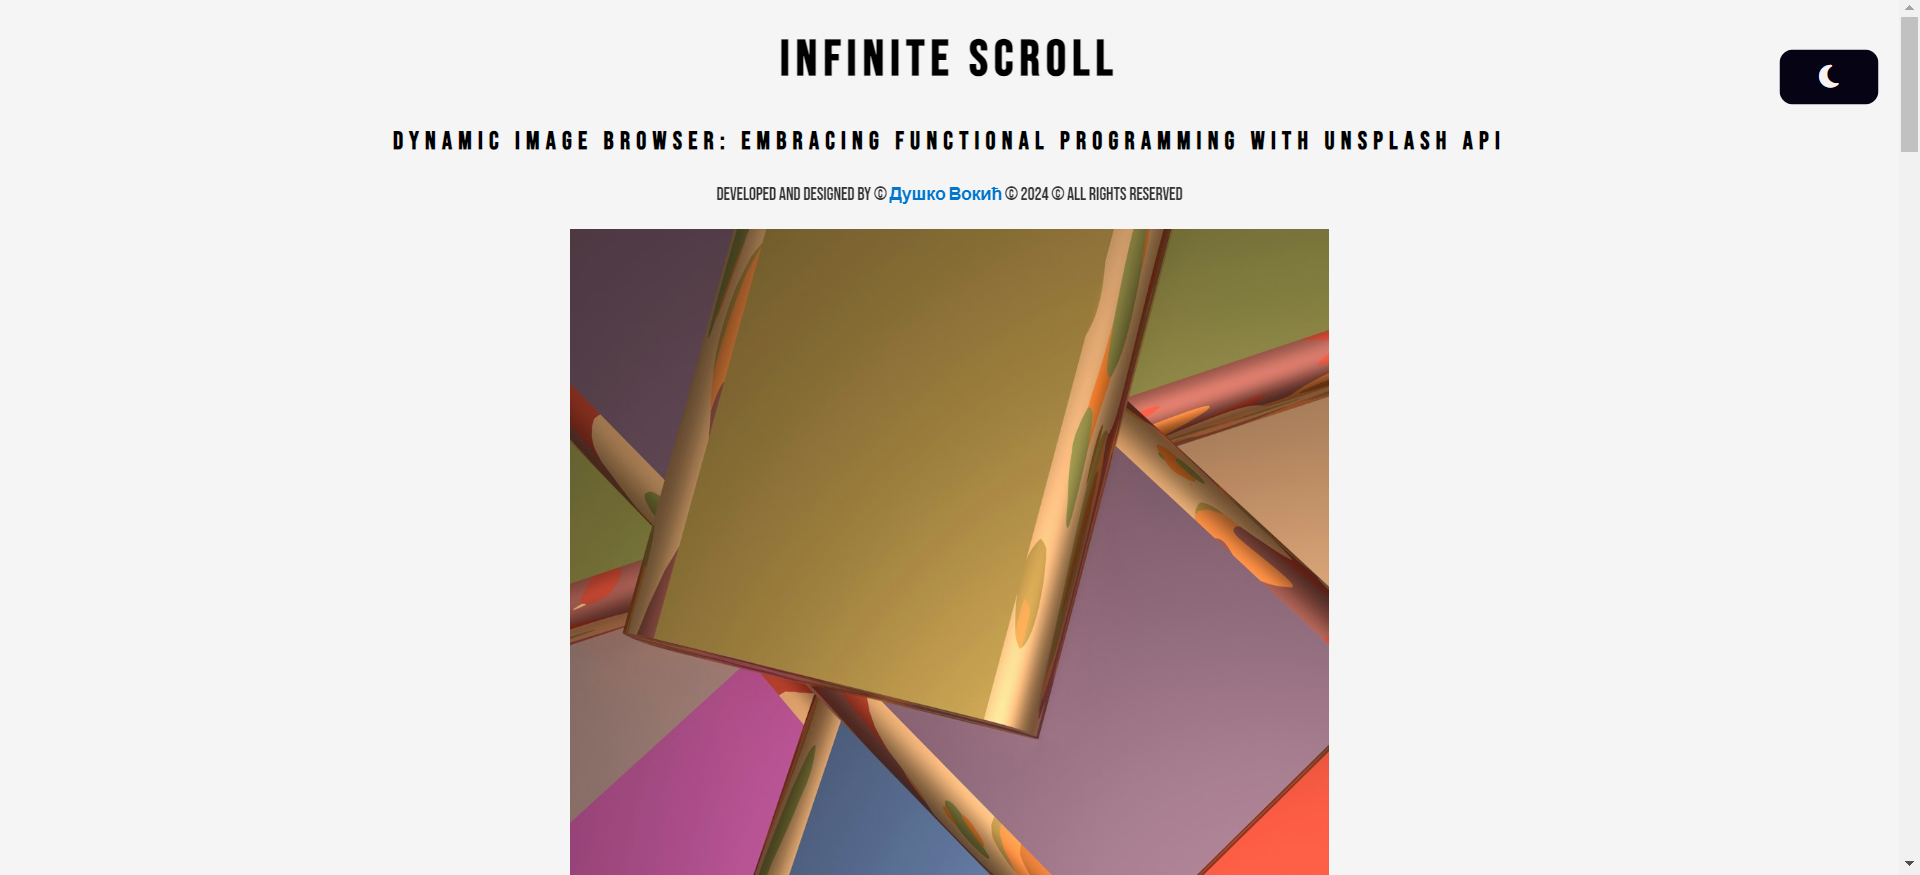 INFINITE SCROLL
DYNAMIC IMAGE BROWSER: EMBRACING FUNCTIONAL PROGRAMMING WITH UNSPLASH API
DEVELOPED AND DESIGNED BY © Душко Вокић © 2024 © ALL RIGHTS RESERVED